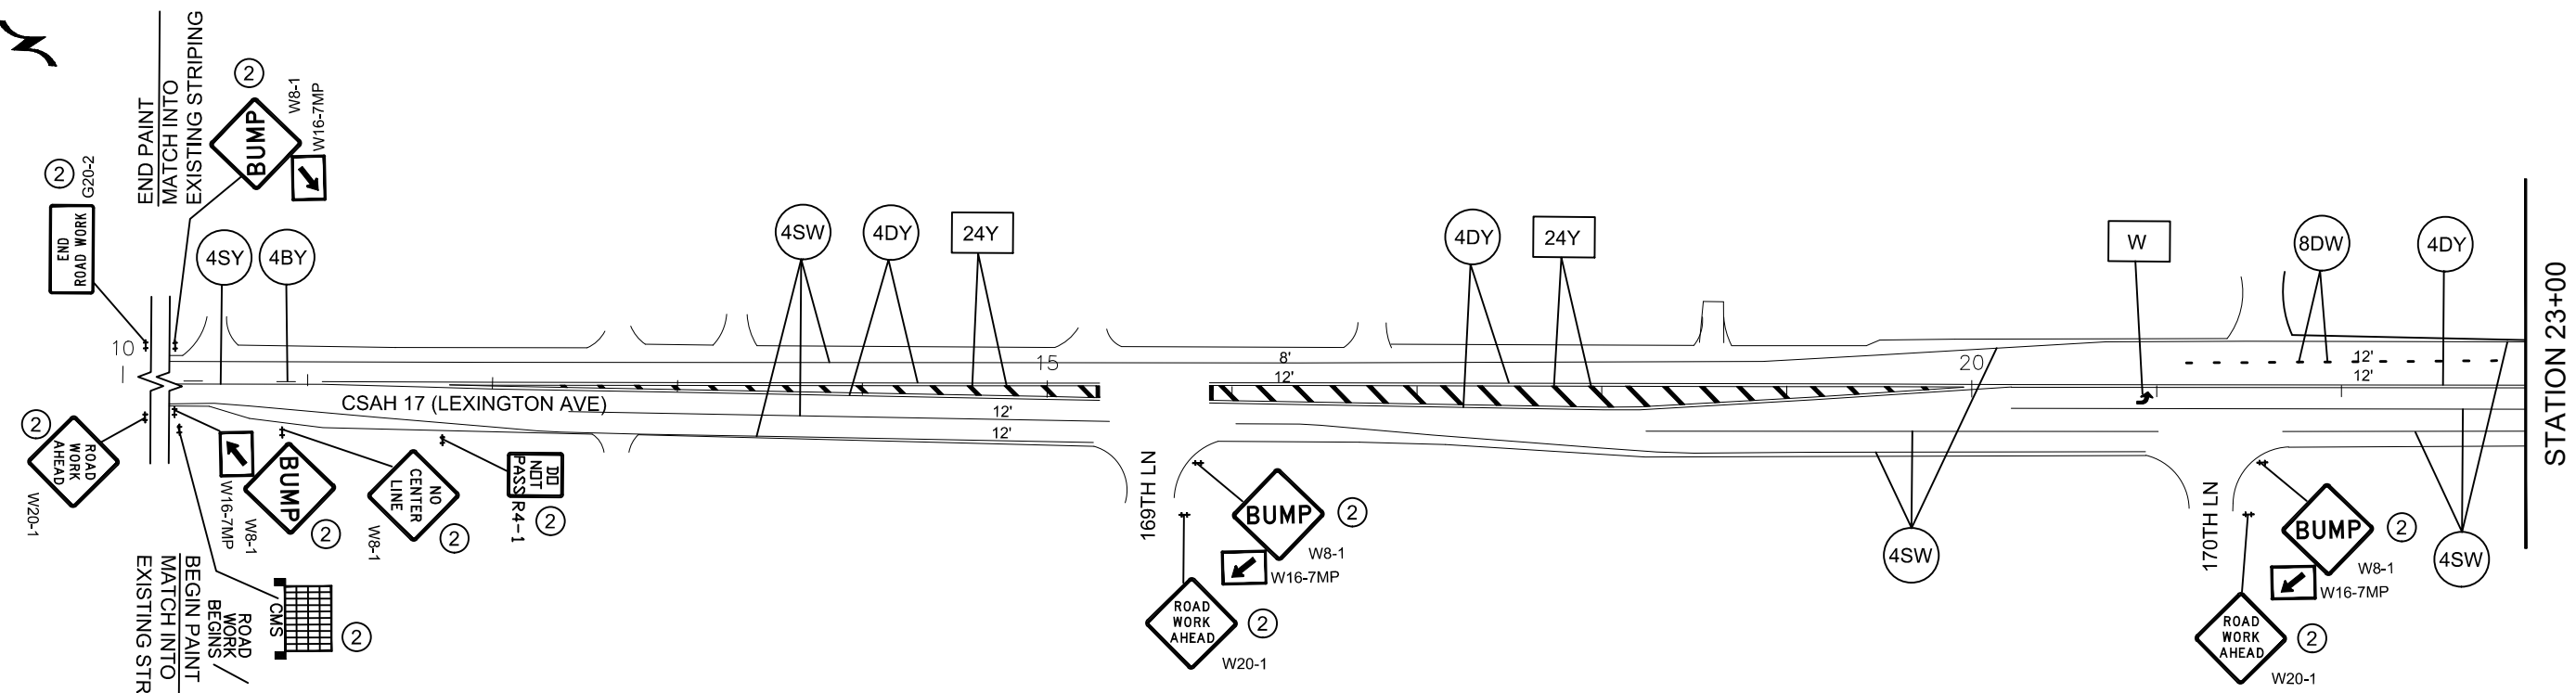 END PAINT
MATCH INTO
EXISTING STRIPING
2
BUMP
W8-1
W16-7MP
2
G20-2
END
ROAD WORK
4SY
4BY
4SW
4DY
24Y
4DY
24Y
W
8DW
4DY
STATION 23+00
10
15
20
8'
12'
12'
12'
12'
12'
CSAH 17 (LEXINGTON AVE)
2
ROAD
WORK
AHEAD
W20-1
W16-7MP
BUMP
W8-1
2
NO
CENTER
LINE
W8-1
2
DO
NOT
PASS
R4-1
2
169TH LN
BUMP
2
W8-1
W16-7MP
ROAD
WORK
AHEAD
2
W20-1
4SW
170TH LN
BUMP
2
W8-1
W16-7MP
ROAD
WORK
AHEAD
2
W20-1
4SW
BEGIN PAINT
MATCH INTO
EXISTING STR
ROAD
WORK
BEGINS
CMS
2